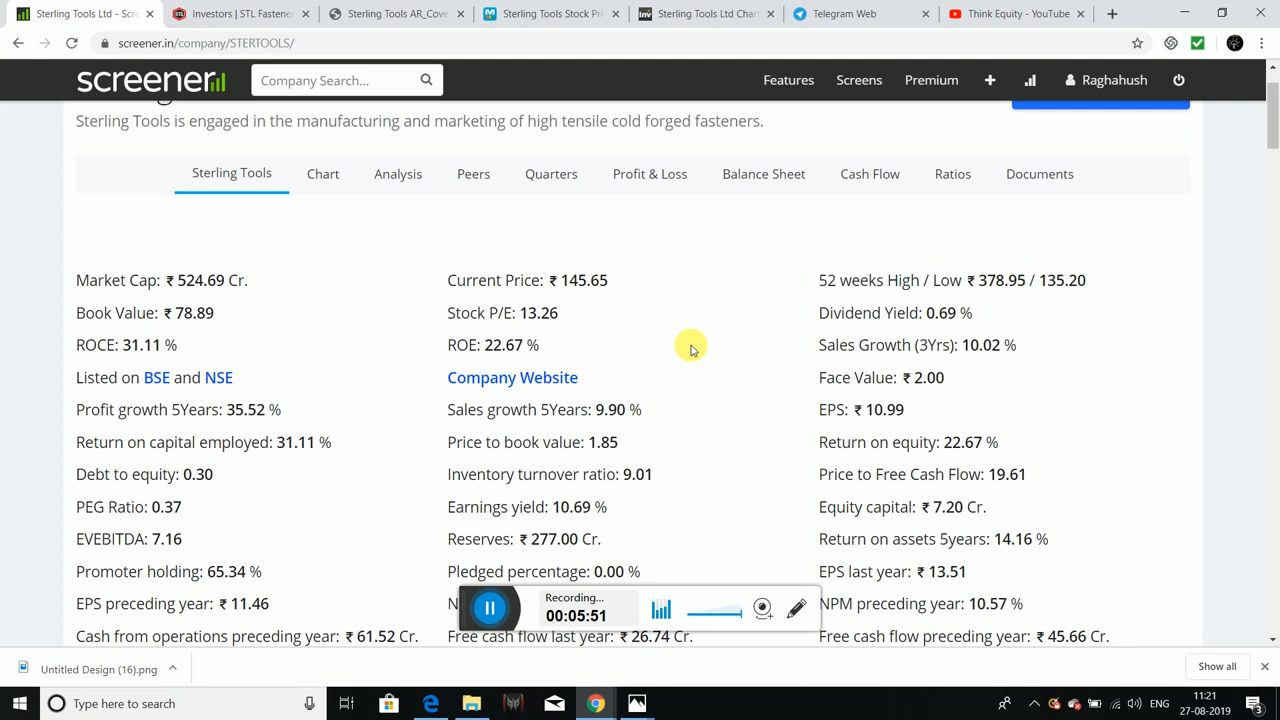 Sterling Tools Ltd - Com
Investors | STL Fastene
Sterling Tools AR_Cove
Sterling Tools Stock Pri
Inv
Sterling Tools Ltd Char
Telegram Web
Think Equity - YouTube
screener.in/company/STERTOOLS/
screener
Company Search...
Features
Screens
Premium
Raghahush
Sterling Tools is engaged in the manufacturing and marketing of high tensile cold forged fasteners.
Sterling Tools
Chart
Analysis
Peers
Quarters
Profit & Loss
Balance Sheet
Cash Flow
Ratios
Documents
Market Cap: ₹ 524.69 Cr.
Current Price: ₹ 145.65
52 weeks High / Low ₹ 378.95 / 135.20
Book Value: ₹ 78.89
Stock P/E: 13.26
Dividend Yield: 0.69 %
ROCE: 31.11 %
ROE: 22.67 %
Sales Growth (3Yrs): 10.02 %
Listed on BSE and NSE
Company Website
Face Value: ₹ 2.00
Profit growth 5Years: 35.52 %
Sales growth 5Years: 9.90 %
EPS: ₹ 10.99
Return on capital employed: 31.11 %
Price to book value: 1.85
Return on equity: 22.67 %
Debt to equity: 0.30
Inventory turnover ratio: 9.01
Price to Free Cash Flow: 19.61
PEG Ratio: 0.37
Earnings yield: 10.69 %
Equity capital: ₹ 7.20 Cr.
EVEBITDA: 7.16
Reserves: ₹ 277.00 Cr.
Return on assets 5years: 14.16 %
Promoter holding: 65.34 %
Pledged percentage: 0.00 %
EPS last year: ₹ 13.51
Recording...
00:05:51
EPS preceding year: ₹ 11.46
NPM preceding year: 10.57 %
Cash from operations preceding year: ₹ 61.52 Cr.
Free cash flow last year: ₹ 26.74 Cr.
Free cash flow preceding year: ₹ 45.66 Cr.
Untitled Design (16).png
Show all
Type here to search
ENG
11:21
27-08-2019
3